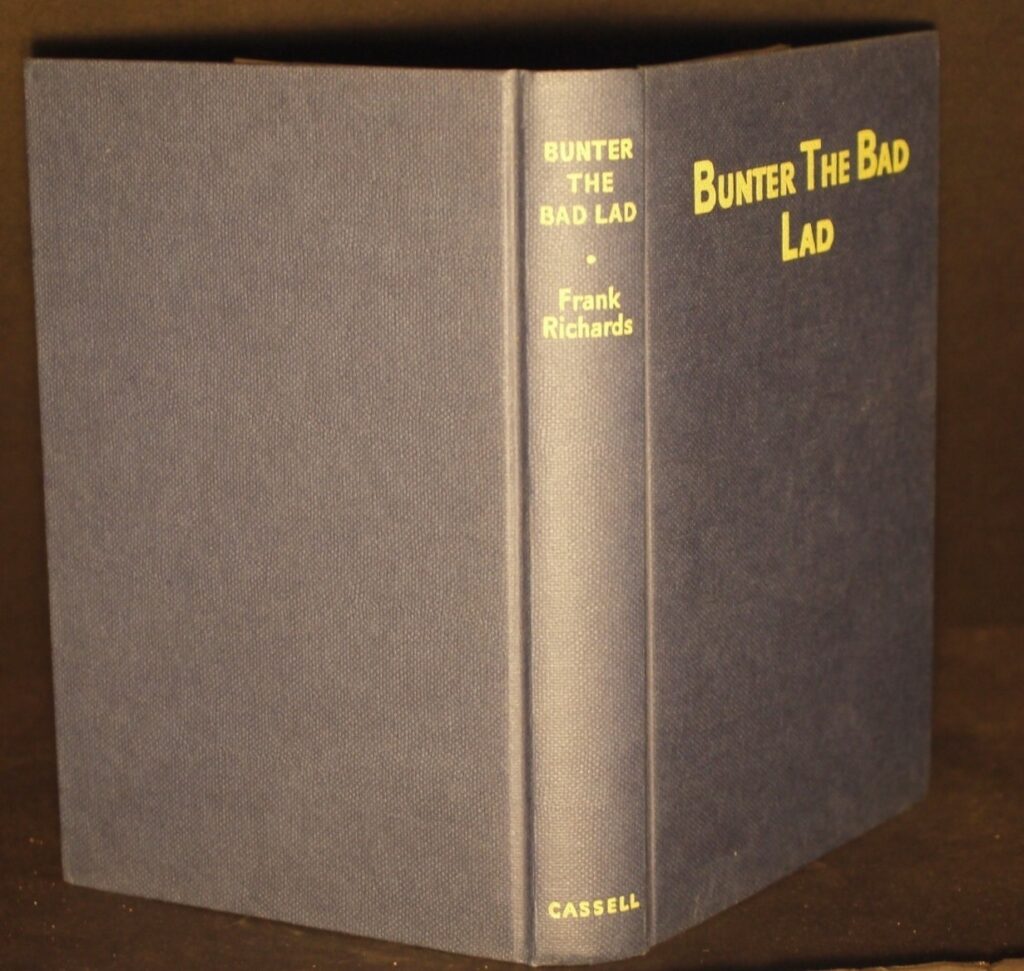 BUNTER
THE
BAD LAD
•
Frank
Richards
CASSELL
BUNTER THE BAD
LAD